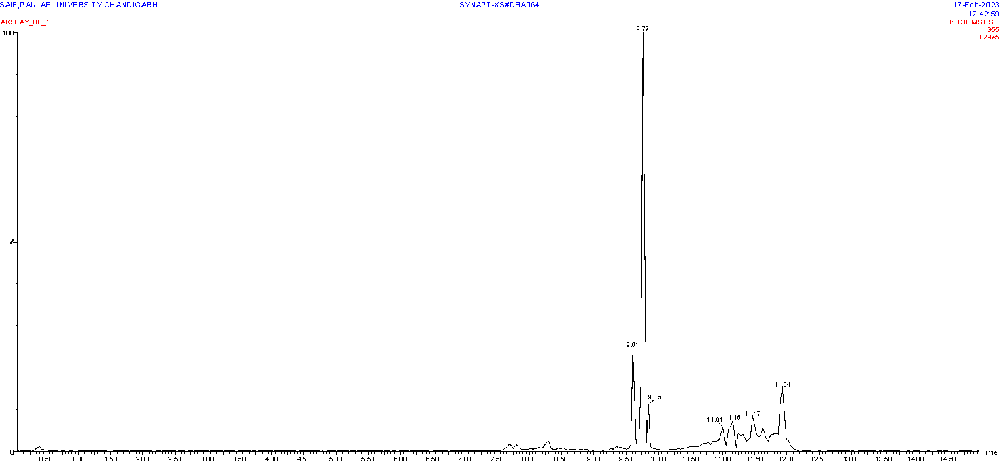 SAIF,PANJAB UNIVERSITY CHANDIGARH
SYNAPT-XS#DBA064
17-Feb-2023
12:42:59
AKSHAY_BF_1
1: TOF MS ES+
355
1.29e5
100
%
0
9.77
9.61
9.85
11.01
11.16
11.47
11.94
0.50 1.00 1.50 2.00 2.50 3.00 3.50 4.00 4.50 5.00 5.50 6.00 6.50 7.00 7.50 8.00 8.50 9.00 9.50 10.00 10.50 11.00 11.50 12.00 12.50 13.00 13.50 14.00 14.50 Time